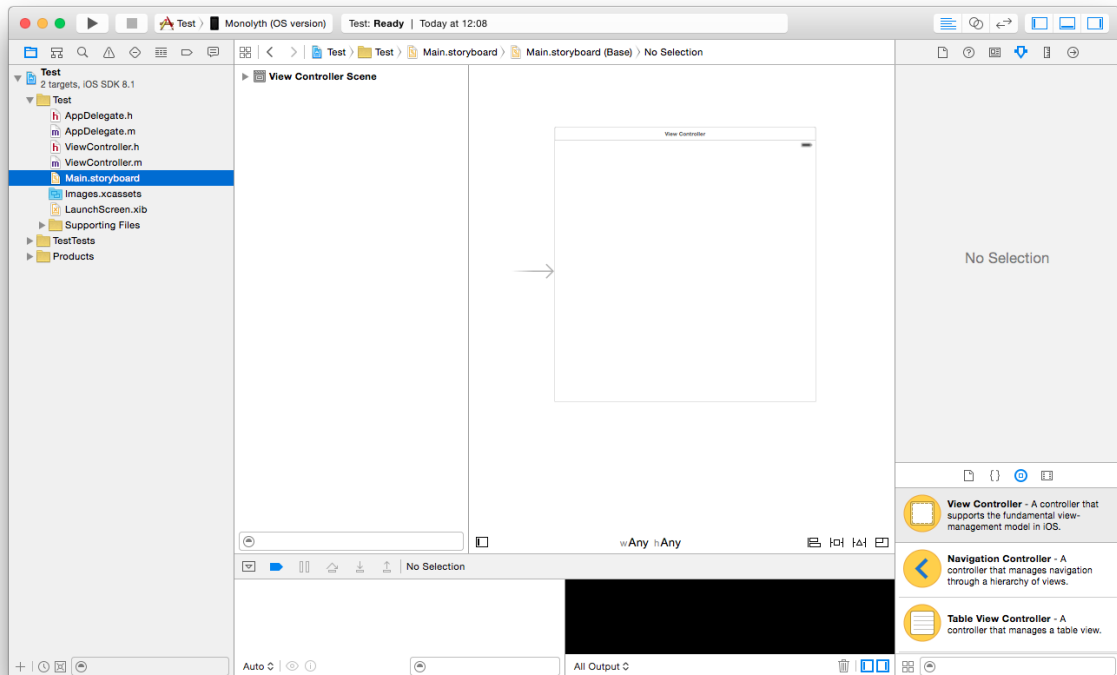 Test 〉 Monolyth (OS version)
Test: Ready | Today at 12:08
Test 〉 Test 〉 Main.storyboard 〉 Main.storyboard (Base) 〉 No Selection
Test
2 targets, iOS SDK 8.1
Test
h AppDelegate.h
m AppDelegate.m
h ViewController.h
m ViewController.m
Main.storyboard
Images.xcassets
LaunchScreen.xib
Supporting Files
TestTests
Products
View Controller Scene
View Controller
wAny hAny
No Selection
Auto
All Output
No Selection
{}
View Controller - A controller that
supports the fundamental view-
management model in iOS.
Navigation Controller - A
controller that manages navigation
through a hierarchy of views.
Table View Controller - A
controller that manages a table view.